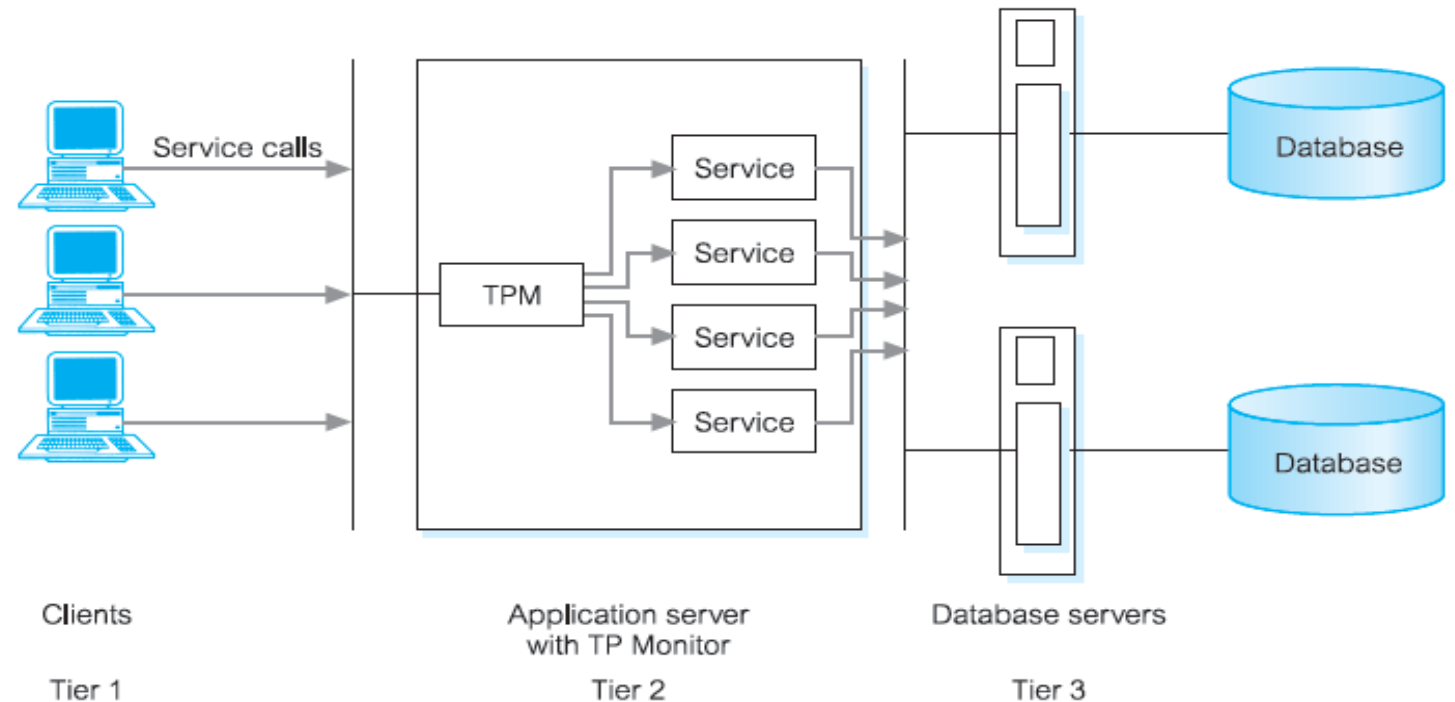 Service calls
TPM
Service
Service
Service
Service
Database
Database
Clients
Application server
with TP Monitor
Database servers
Tier 1
Tier 2
Tier 3